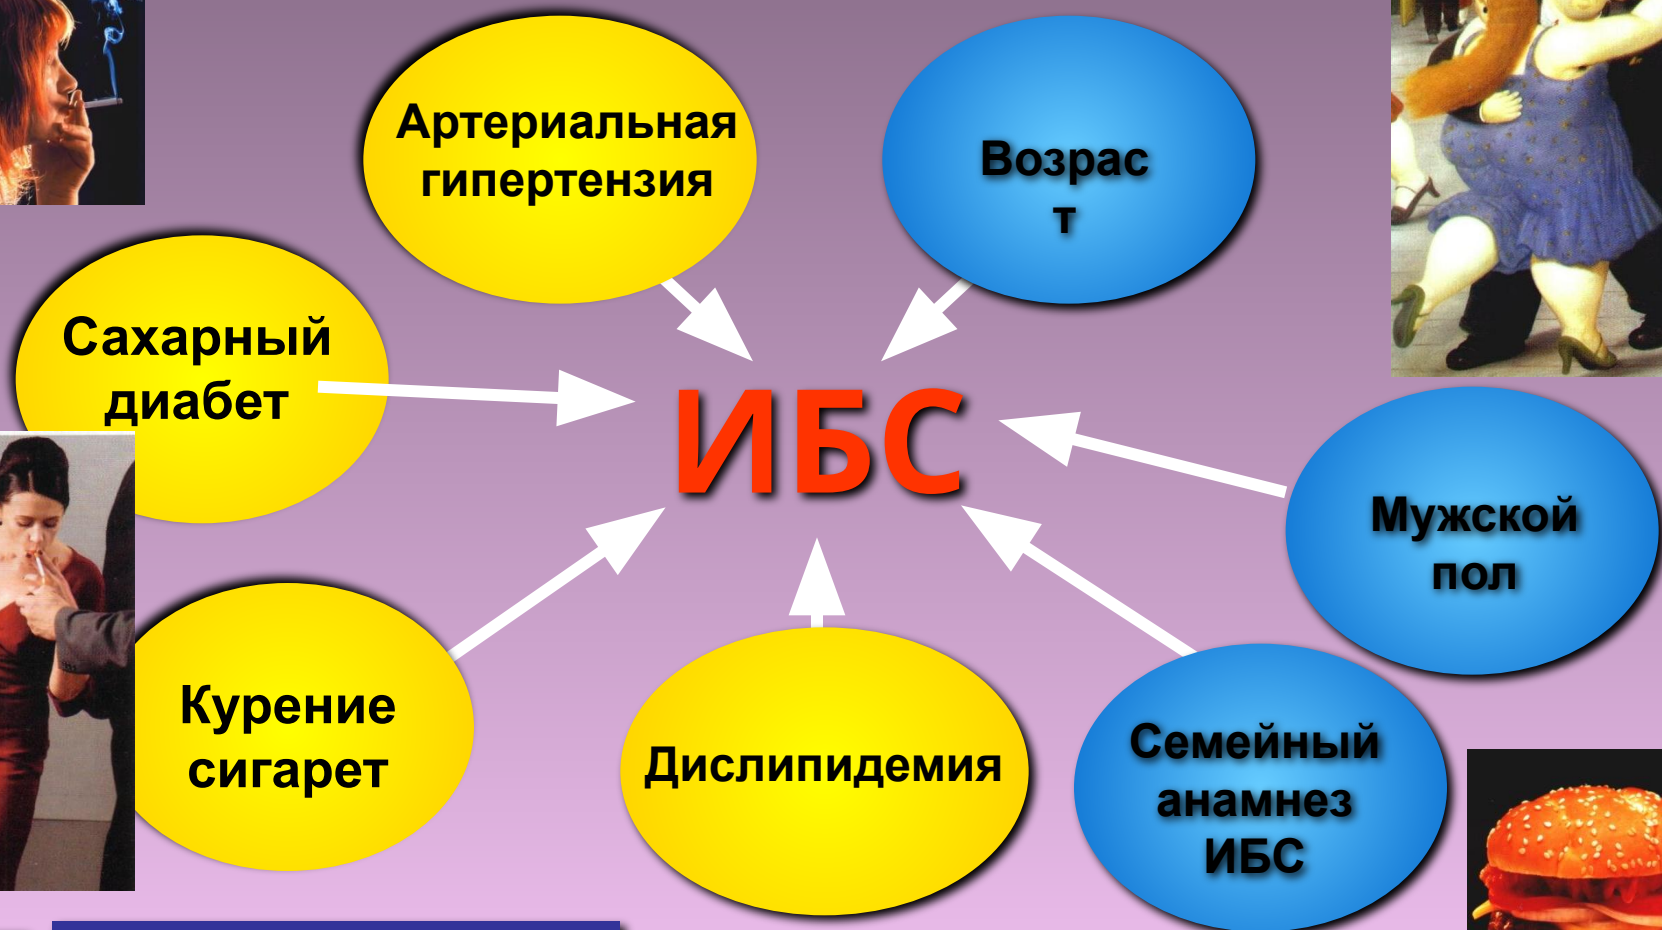 Артериальная
гипертензия
Возрас
т
Сахарный
диабет
ИБС
Мужской
пол
Курение
сигарет
Дислипидемия
Семейный
анамнез
ИБС